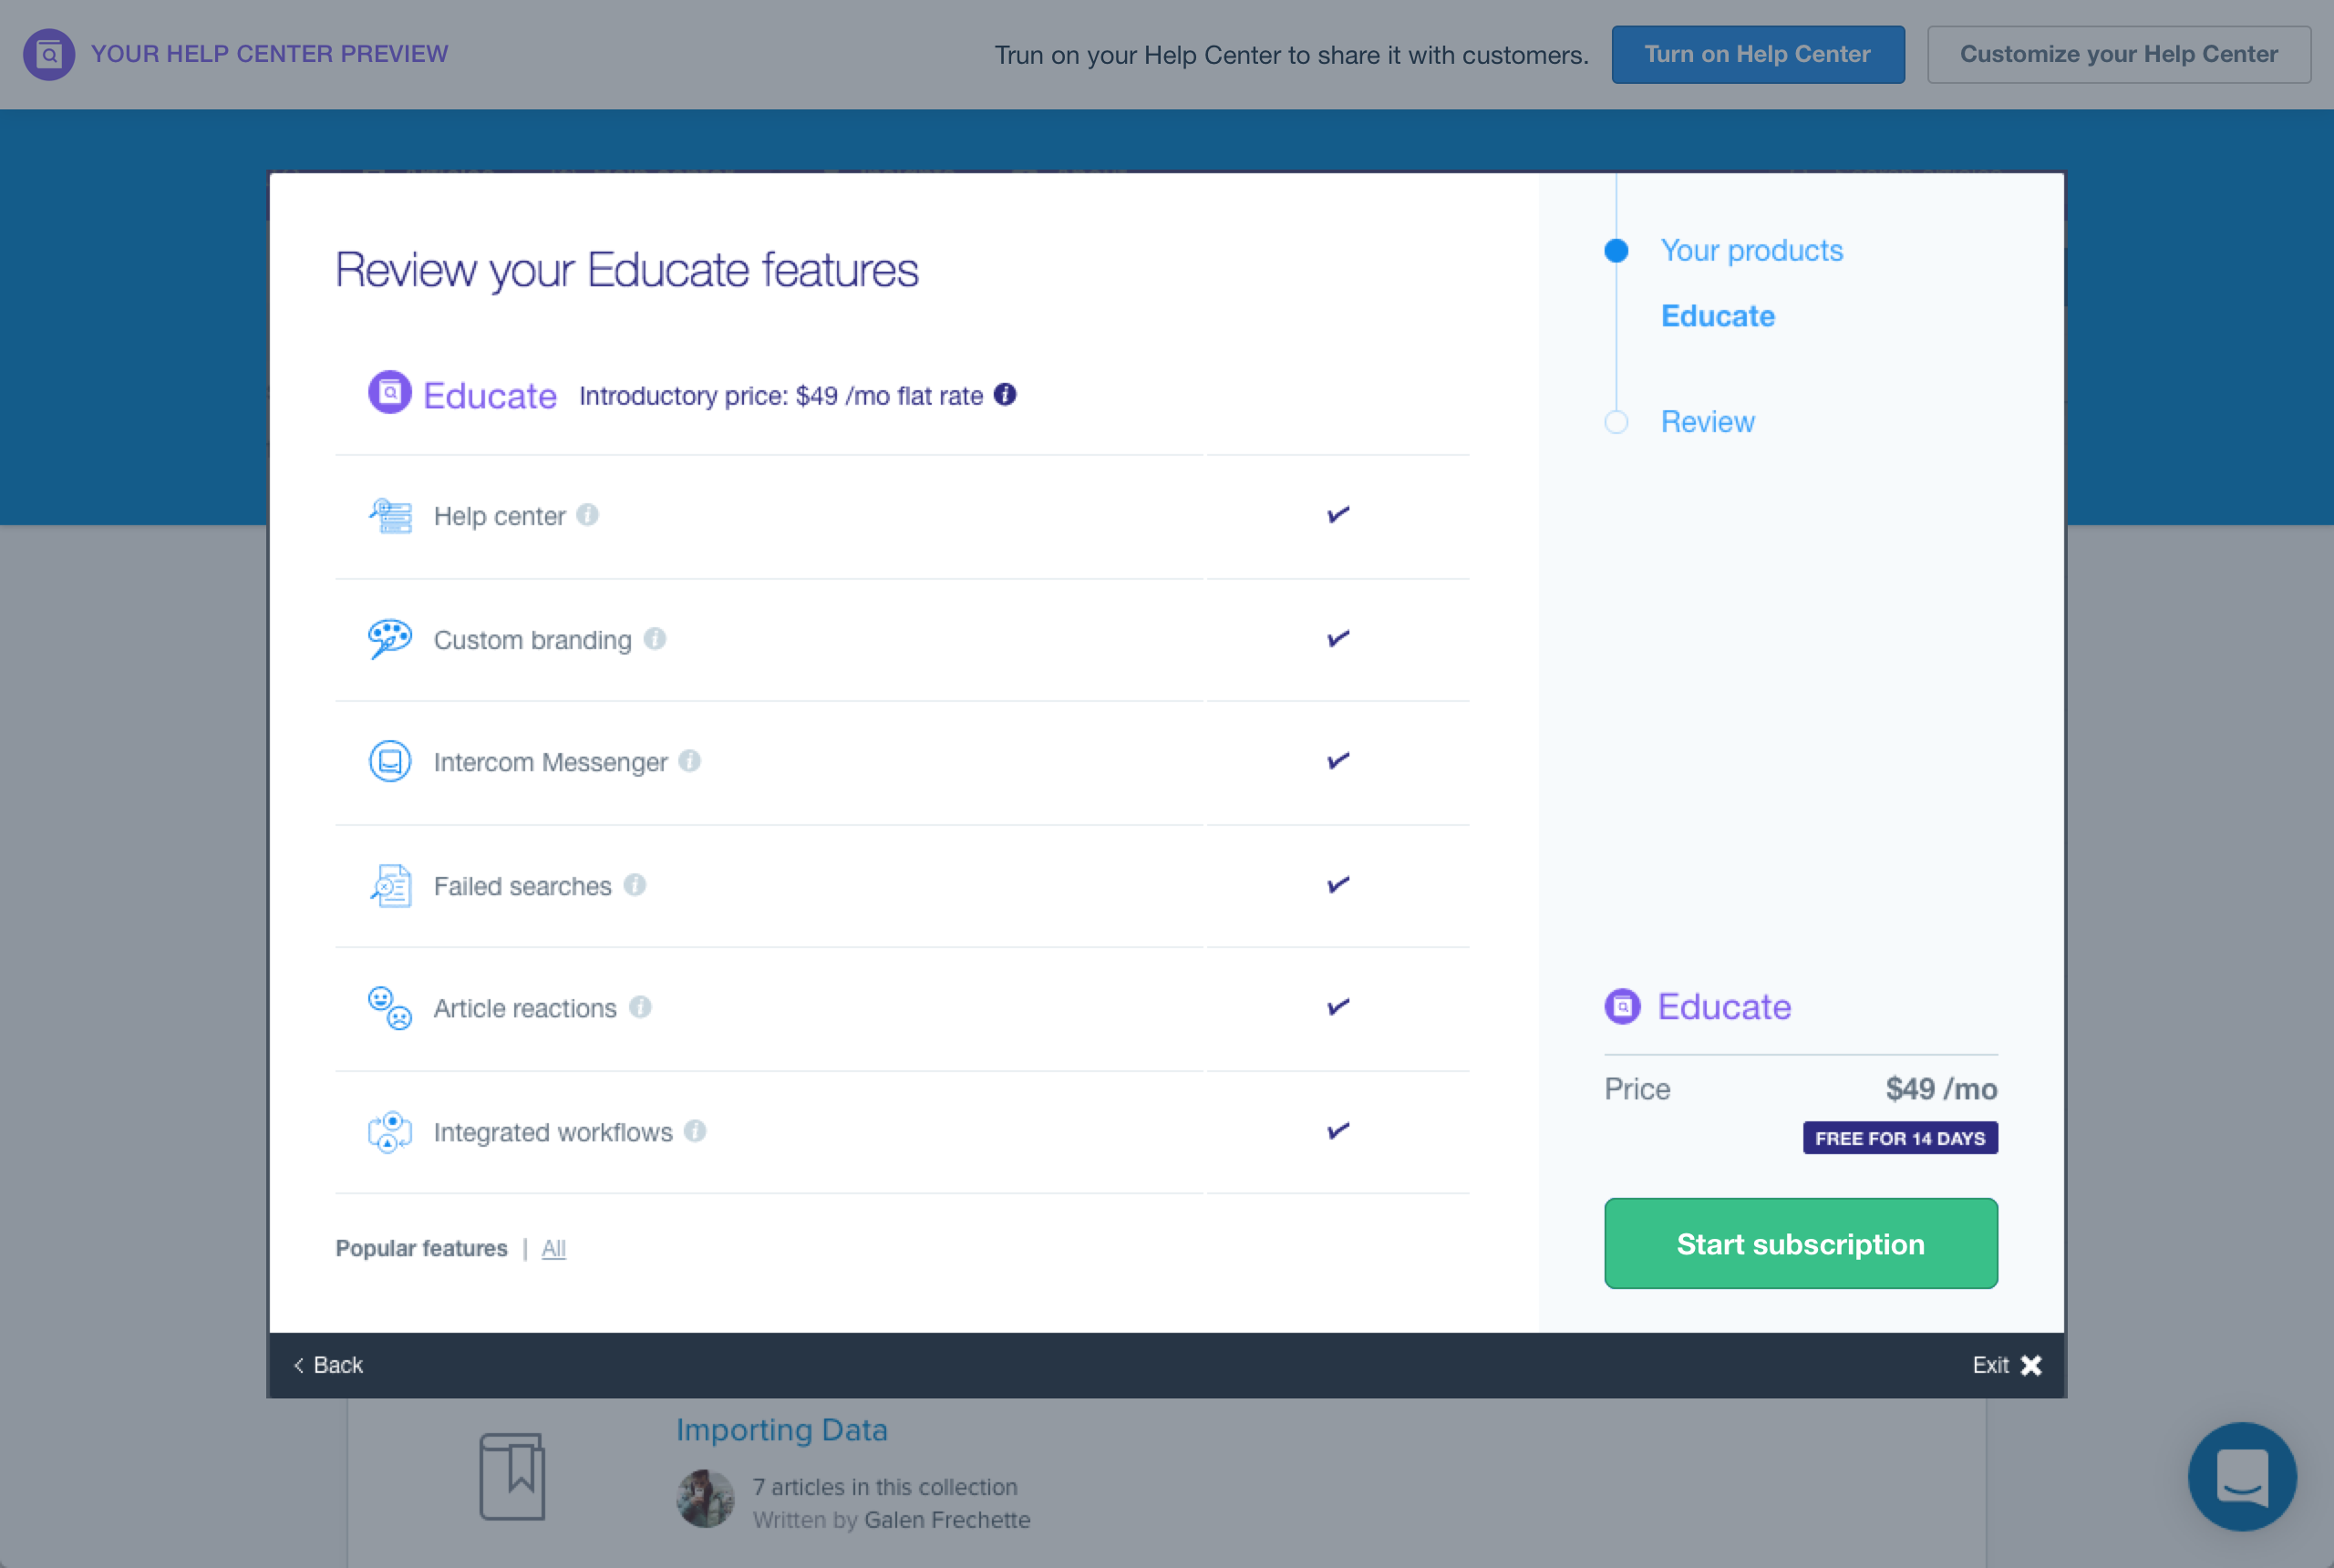 YOUR HELP CENTER PREVIEW
Trun on your Help Center to share it with customers.
Turn on Help Center
Customize your Help Center
Review your Educate features
Educate Introductory price: $49 /mo flat rate
Help center
Custom branding
Intercom Messenger
Failed searches
Article reactions
Integrated workflows
Popular features | All
Your products
Educate
Review
Educate
Price $49 /mo
FREE FOR 14 DAYS
Start subscription
Back
Exit
Importing Data
7 articles in this collection
Written by Galen Frechette